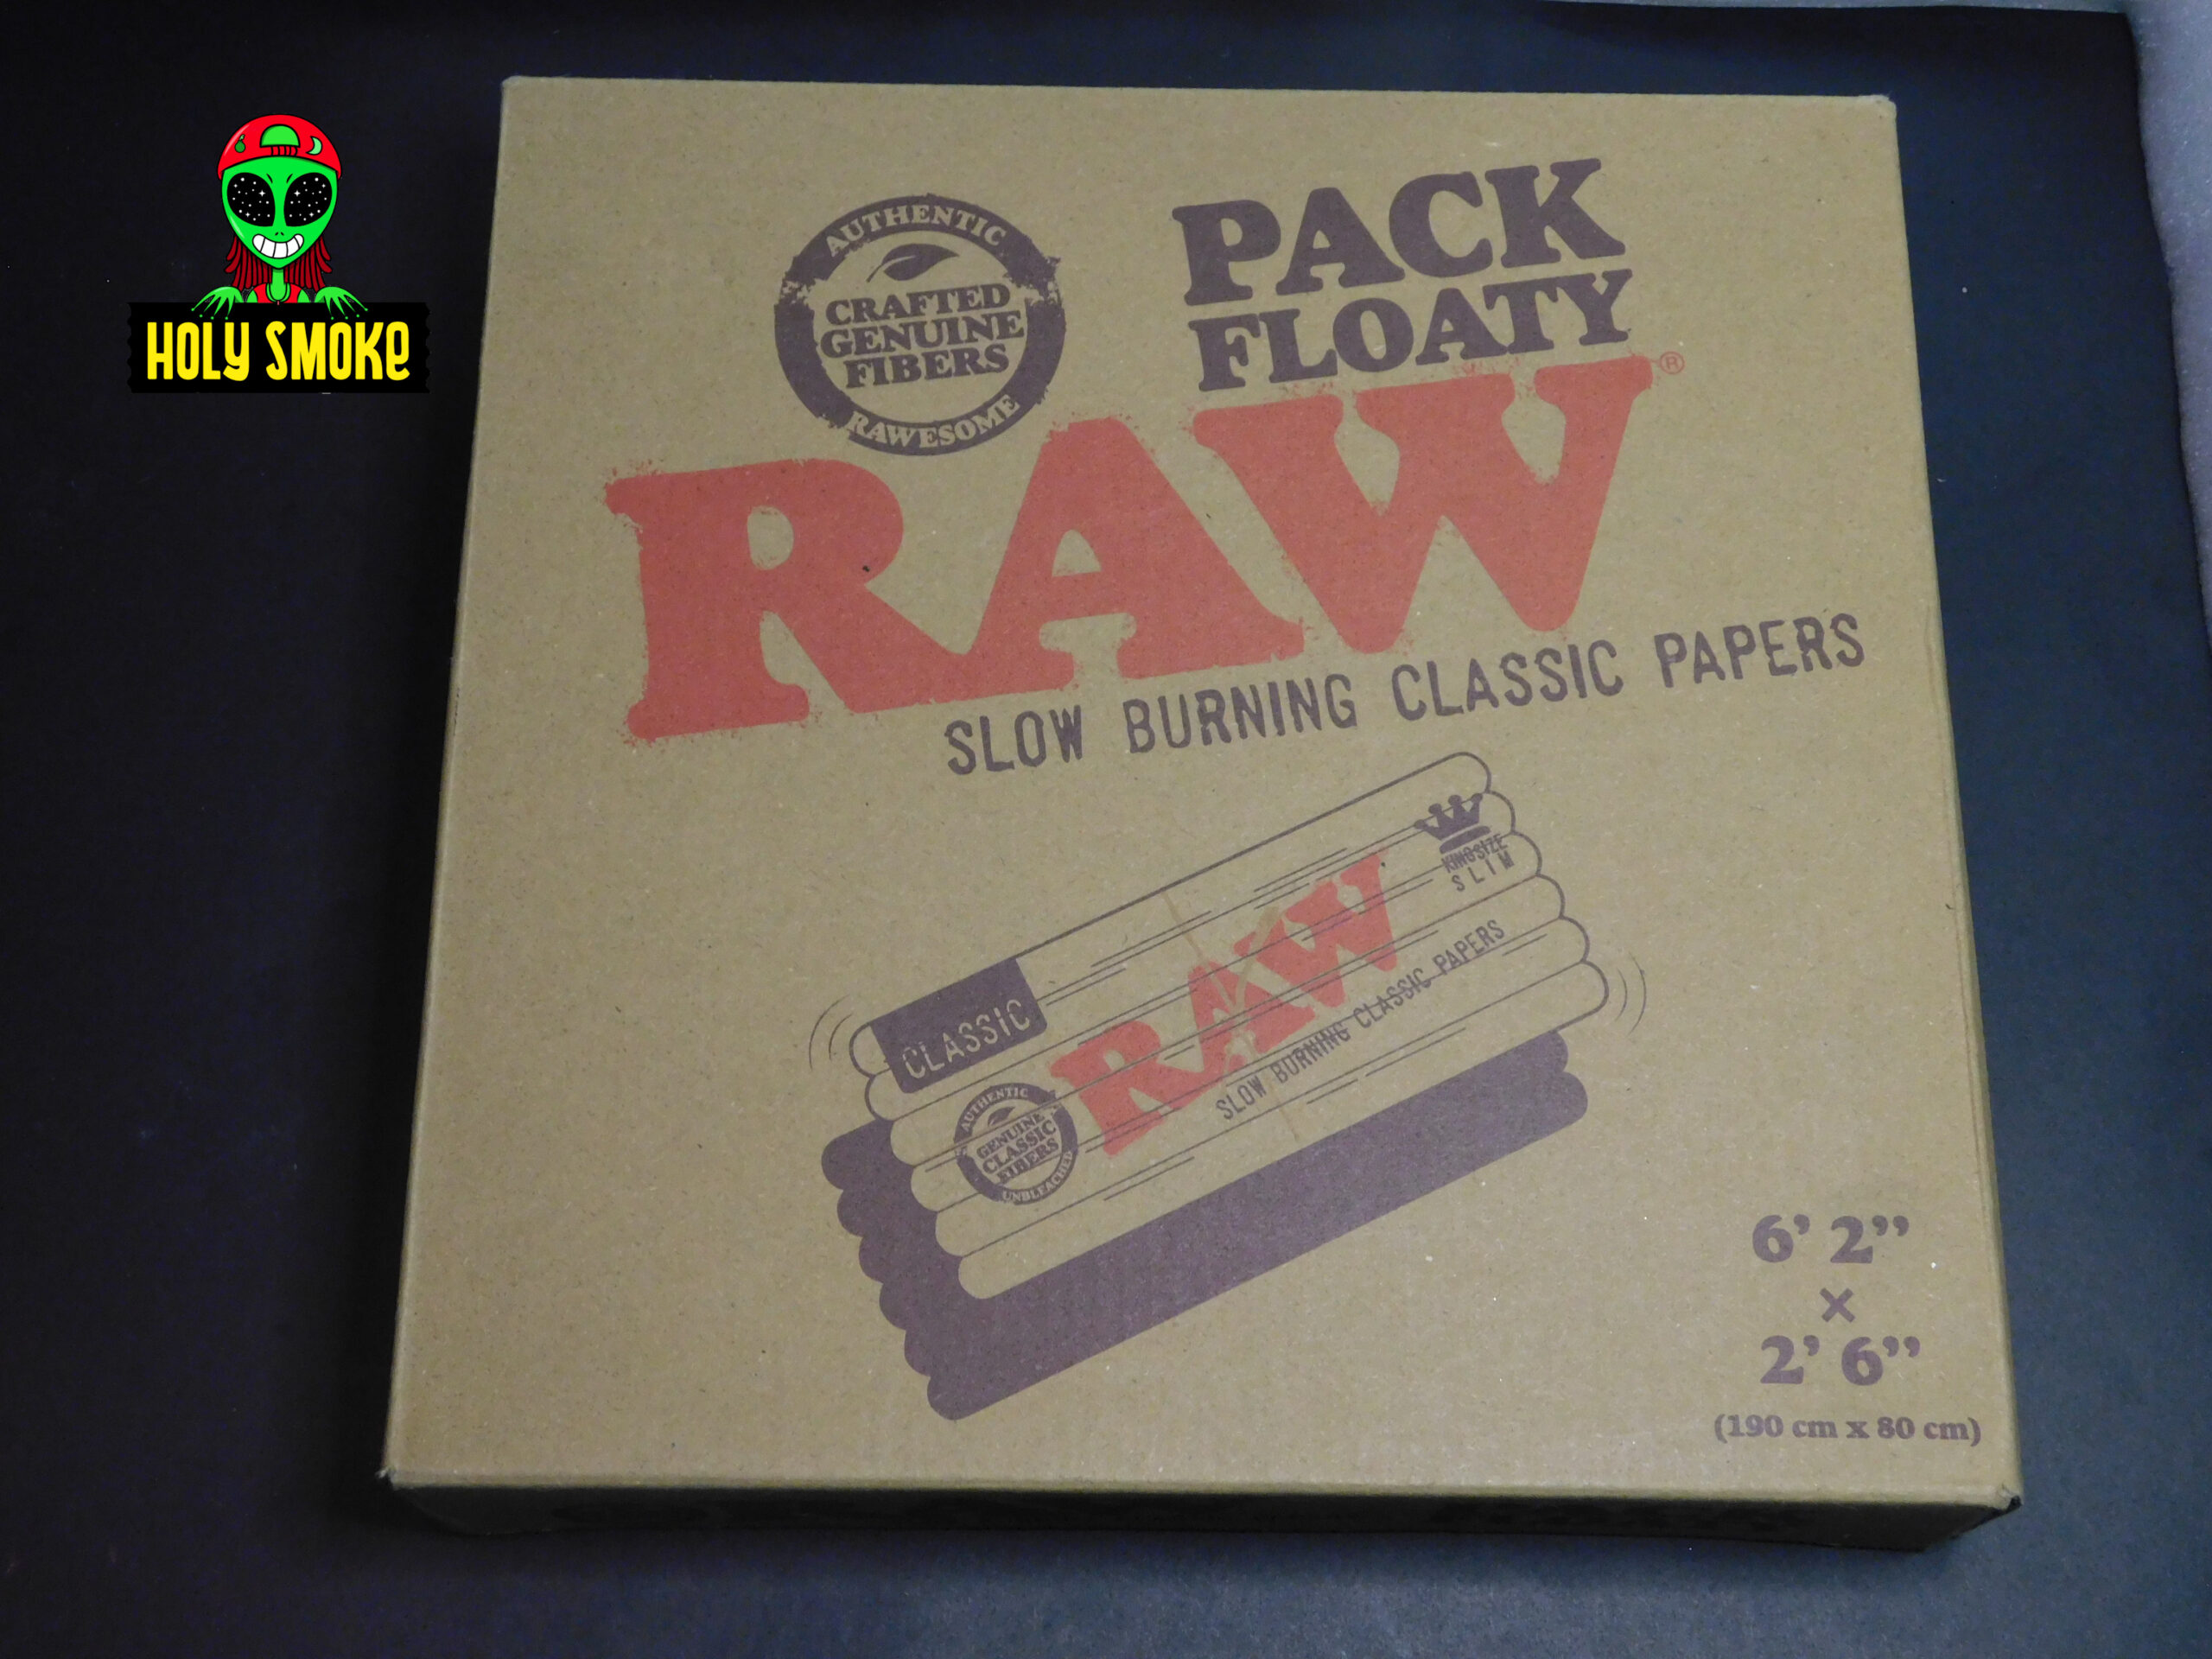 HOLY SMOKE
AUTHENTIC
CRAFTED
GENUINE
FIBERS
RAWESOME
PACK
FLOATY
RAW®
SLOW BURNING CLASSIC PAPERS
KINGSIZE
SLIM
CLASSIC
RAW
SLOW BURNING CLASSIC PAPERS
AUTHENTIC
GENUINE
CLASSIC
FIBERS
UNBLEACHED
6' 2"
×
2' 6"
(190 cm x 80 cm)